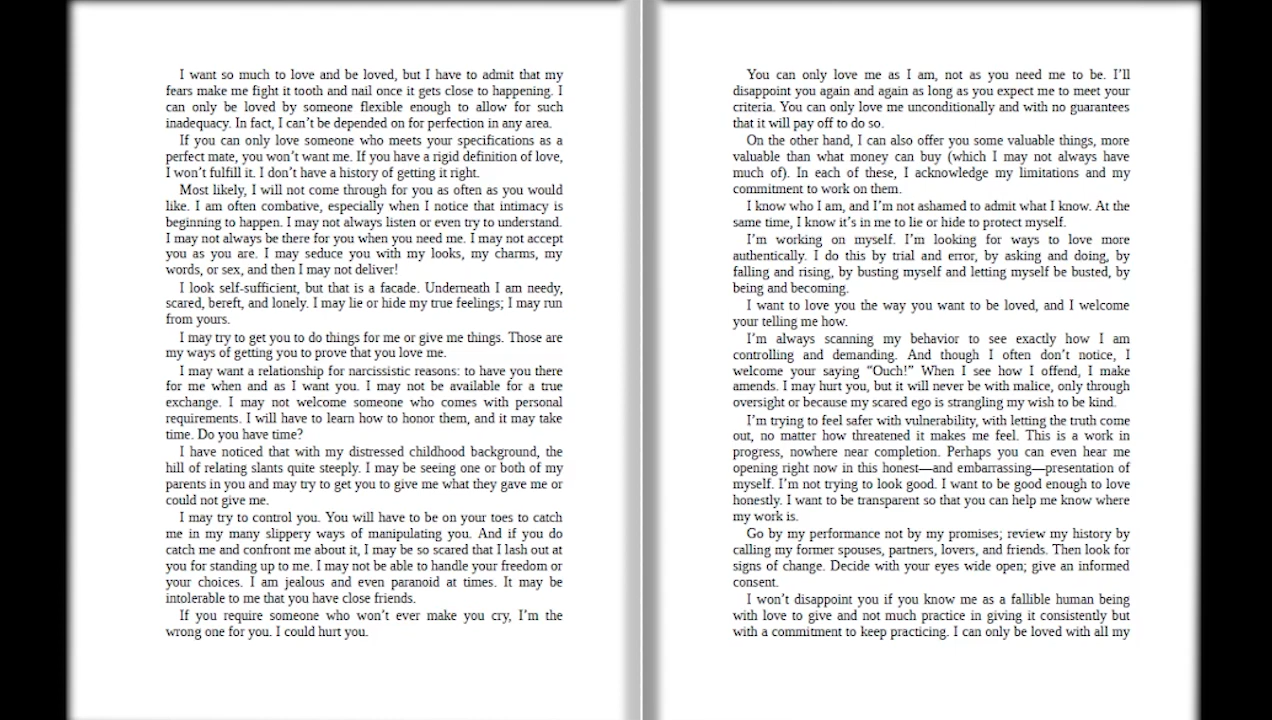 I want so much to love and be loved, but I have to admit that my
fears make me fight it tooth and nail once it gets close to happening. I
can only be loved by someone flexible enough to allow for such
inadequacy. In fact, I can’t be depended on for perfection in any area.
If you can only love someone who meets your specifications as a
perfect mate, you won’t want me. If you have a rigid definition of love,
I won’t fulfill it. I don’t have a history of getting it right.
Most likely, I will not come through for you as often as you would
like. I am often combative, especially when I notice that intimacy is
beginning to happen. I may not always listen or even try to understand.
I may not always be there for you when you need me. I may not accept
you as you are. I may seduce you with my looks, my charms, my
words, or sex, and then I may not deliver!
I look self-sufficient, but that is a facade. Underneath I am needy,
scared, bereft, and lonely. I may lie or hide my true feelings; I may run
from yours.
I may try to get you to do things for me or give me things. Those are
my ways of getting you to prove that you love me.
I may want a relationship for narcissistic reasons: to have you there
for me when and as I want you. I may not be available for a true
exchange. I may not welcome someone who comes with personal
requirements. I will have to learn how to honor them, and it may take
time. Do you have time?
I have noticed that with my distressed childhood background, the
hill of relating slants quite steeply. I may be seeing one or both of my
parents in you and may try to get you to give me what they gave me or
could not give me.
I may try to control you. You will have to be on your toes to catch
me in my many slippery ways of manipulating you. And if you do
catch me and confront me about it, I may be so scared that I lash out at
you for standing up to me. I may not be able to handle your freedom or
your choices. I am jealous and even paranoid at times. It may be
intolerable to me that you have close friends.
If you require someone who won’t ever make you cry, I’m the
wrong one for you. I could hurt you.
You can only love me as I am, not as you need me to be. I’ll
disappoint you again and again as long as you expect me to meet your
criteria. You can only love me unconditionally and with no guarantees
that it will pay off to do so.
On the other hand, I can also offer you some valuable things, more
valuable than what money can buy (which I may not always have
much of). In each of these, I acknowledge my limitations and my
commitment to work on them.
I know who I am, and I’m not ashamed to admit what I know. At the
same time, I know it’s in me to lie or hide to protect myself.
I’m working on myself. I’m looking for ways to love more
authentically. I do this by trial and error, by asking and doing, by
falling and rising, by busting myself and letting myself be busted, by
being and becoming.
I want to love you the way you want to be loved, and I welcome
your telling me how.
I’m always scanning my behavior to see exactly how I am
controlling and demanding. And though I often don’t notice, I
welcome your saying “Ouch!” When I see how I offend, I make
amends. I may hurt you, but it will never be with malice, only through
oversight or because my scared ego is strangling my wish to be kind.
I’m trying to feel safer with vulnerability, with letting the truth come
out, no matter how threatened it makes me feel. This is a work in
progress, nowhere near completion. Perhaps you can even hear me
opening right now in this honest—and embarrassing—presentation of
myself. I’m not trying to look good. I want to be good enough to love
honestly. I want to be transparent so that you can help me know where
my work is.
Go by my performance not by my promises; review my history by
calling my former spouses, partners, lovers, and friends. Then look for
signs of change. Decide with your eyes wide open; give an informed
consent.
I won’t disappoint you if you know me as a fallible human being
with love to give and not much practice in giving it consistently but
with a commitment to keep practicing. I can only be loved with all my